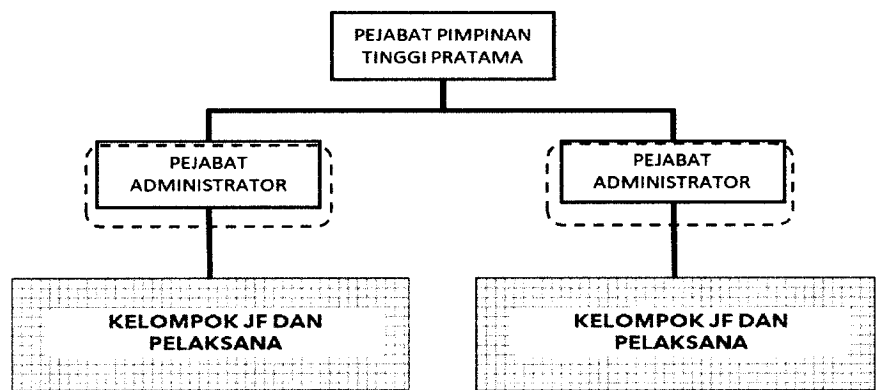 PEJABAT PIMPINAN
TINGGI PRATAMA
PEJABAT
ADMINISTRATOR
PEJABAT
ADMINISTRATOR
KELOMPOK JF DAN
PELAKSANA
KELOMPOK JF DAN
PELAKSANA